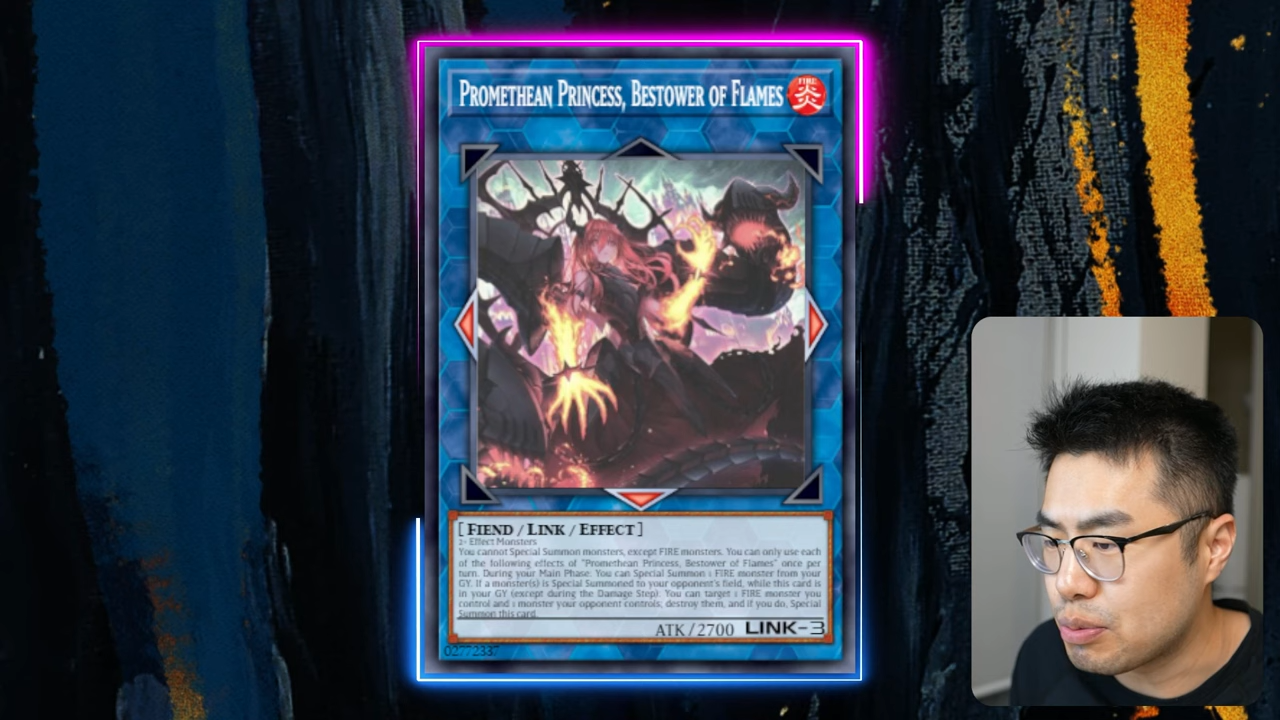 PROMETHEAN PRINCESS, BESTOWER OF FLAMES
FIRE
炎
[ FIEND / LINK / EFFECT ]
2+ Effect Monsters
You cannot Special Summon monsters, except FIRE monsters. You can only use each
of the following effects of "Promethean Princess, Bestower of Flames" once per
turn. During your Main Phase: You can Special Summon 1 FIRE monster from your
GY. If a monster(s) is Special Summoned to your opponent's field, while this card is
in your GY (except during the Damage Step): You can target 1 FIRE monster you
control and 1 monster your opponent controls; destroy them, and if you do, Special
Summon this card.
ATK/2700 LINK-3
02772337